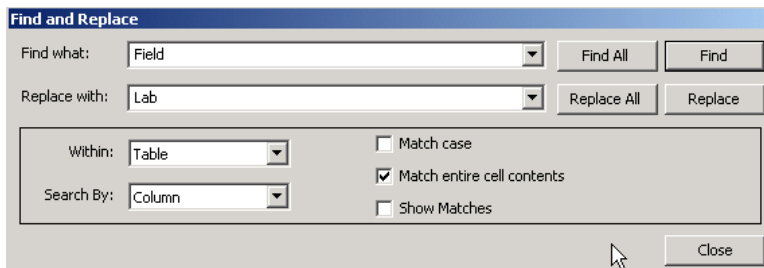 Find and Replace
Find what: Field Find All Find
Replace with: Lab Replace All Replace
Within: Table Match case
Match entire cell contents
Search By: Column
Show Matches
Close